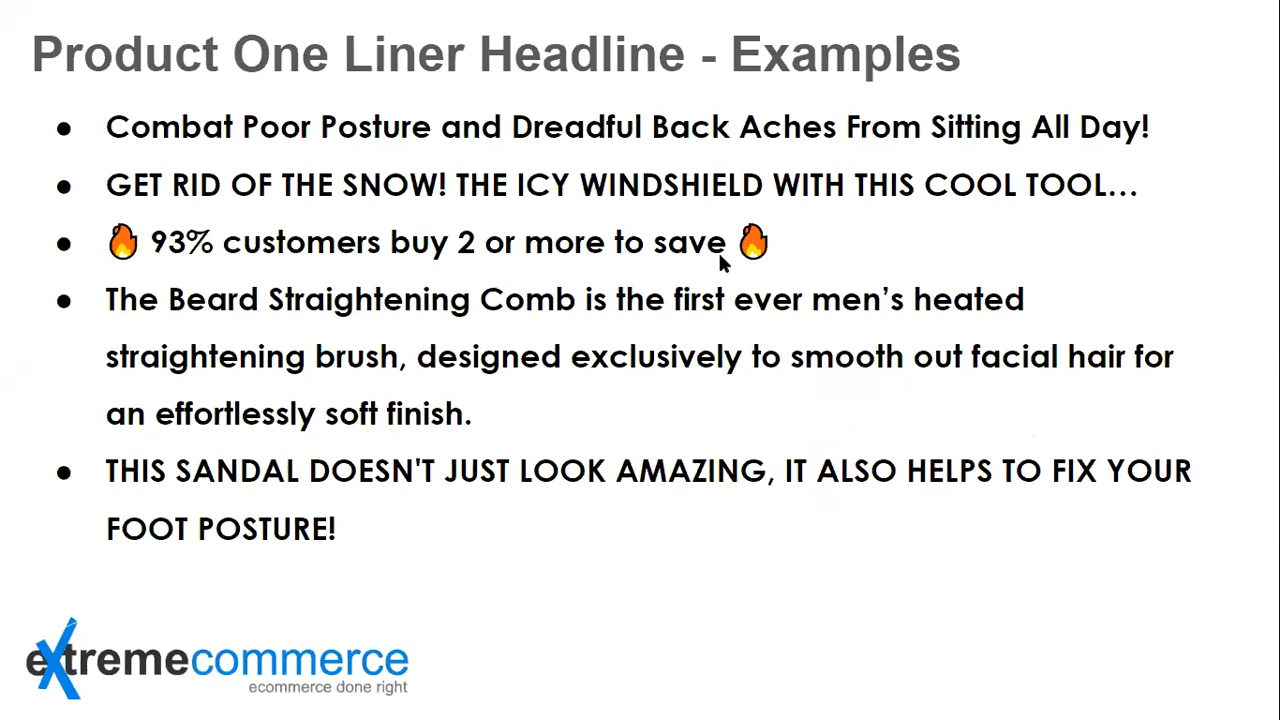 Product One Liner Headline - Examples
● Combat Poor Posture and Dreadful Back Aches From Sitting All Day!
● GET RID OF THE SNOW! THE ICY WINDSHIELD WITH THIS COOL TOOL…
● 🔥 93% customers buy 2 or more to save 🔥
● The Beard Straightening Comb is the first ever men’s heated
straightening brush, designed exclusively to smooth out facial hair for
an effortlessly soft finish.
● THIS SANDAL DOESN'T JUST LOOK AMAZING, IT ALSO HELPS TO FIX YOUR
FOOT POSTURE!
extremecommerce
ecommerce done right